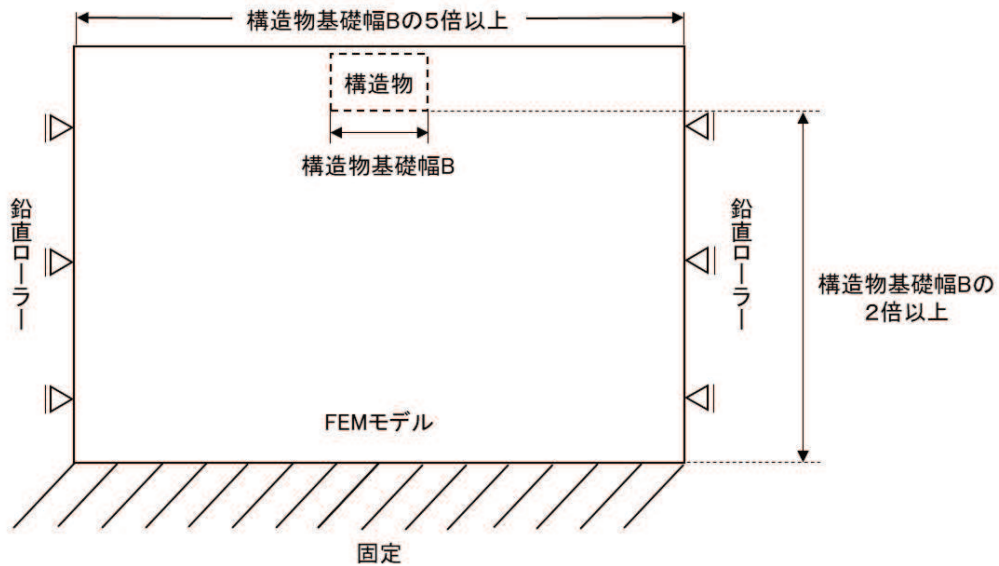 構造物基礎幅Bの5倍以上
構造物
構造物基礎幅B
鉛直ローラー
鉛直ローラー
構造物基礎幅Bの
2倍以上
FEMモデル
固定